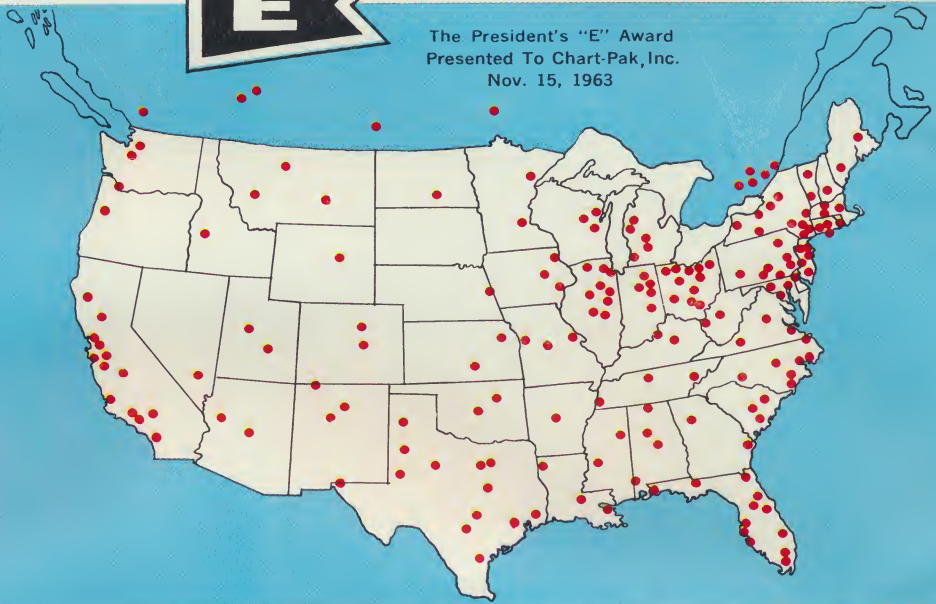 E
The President's "E" Award
Presented To Chart-Pak, Inc.
Nov. 15, 1963